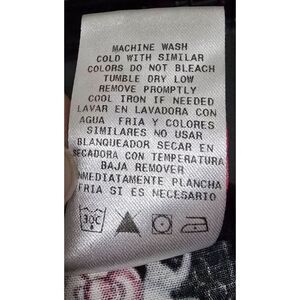 MACHINE WASH
COLD WITH SIMILAR
COLORS DO NOT BLEACH
TUMBLE DRY LOW
REMOVE PROMPTLY
COOL IRON IF NEEDED
LAVAR EN LAVADORA CON
AGUA FRIA Y COLORES
SIMILARES NO USAR
BLANQUEADOR SECAR EN
SECADORA CON TEMPERATURA
BAJA REMOVER
INMEDIATAMENTE PLANCHA
FRIA SI ES NECESARIO
30C